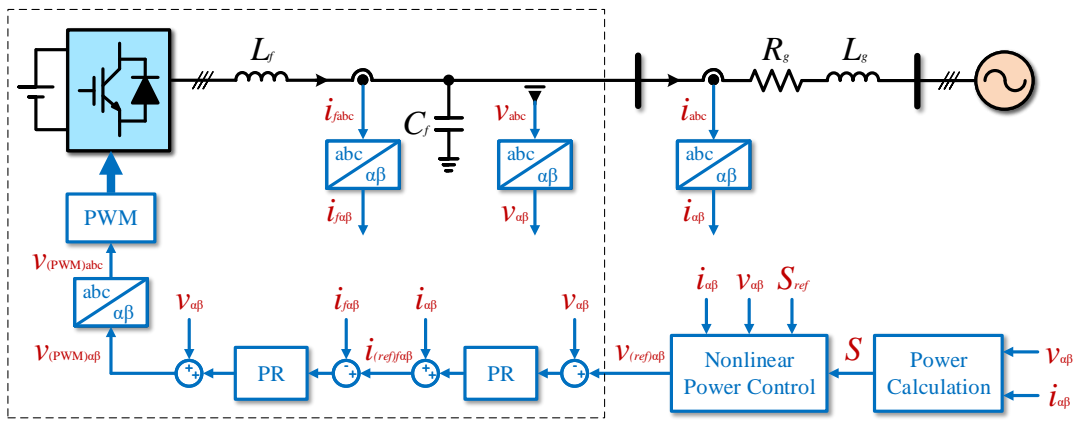 L_f
R_g
L_g
i_fabc
C_f
v_abc
i_abc
abc
αβ
abc
αβ
abc
αβ
i_fαβ
v_αβ
i_αβ
PWM
v_(PWM)abc
abc
αβ
v_(PWM)αβ
v_αβ
i_fαβ
i_αβ
v_αβ
i_αβ
v_αβ
S_ref
+
+
PR
-
+
i_(ref)fαβ
+
+
PR
-
+
v_(ref)αβ
Nonlinear
Power Control
S
Power
Calculation
v_αβ
i_αβ